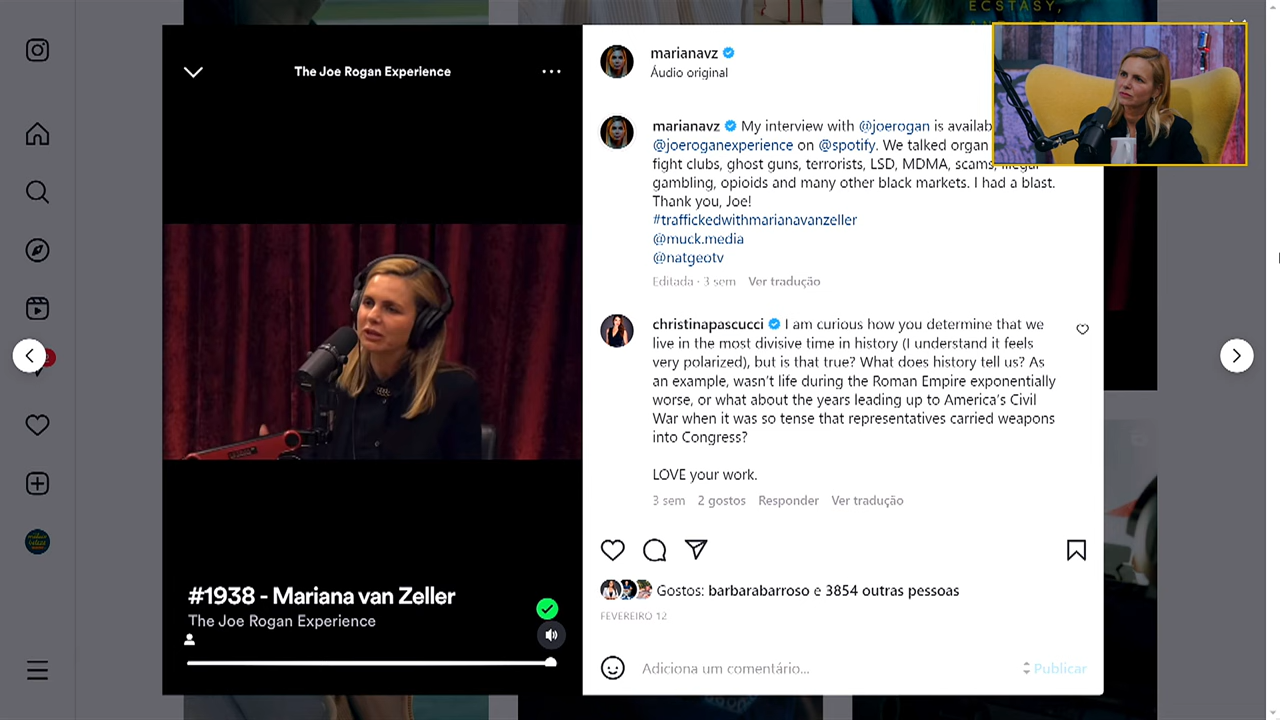 ECSTASY,
The Joe Rogan Experience
#1938 - Mariana van Zeller
The Joe Rogan Experience
marianavz
Áudio original
marianavz My interview with @joerogan is availab
@joeroganexperience on @spotify. We talked organ
fight clubs, ghost guns, terrorists, LSD, MDMA, scams, illegal
gambling, opioids and many other black markets. I had a blast.
Thank you, Joe!
#traffickedwithmarianavanzeller
@muck.media
@natgeotv
Editada · 3 sem Ver tradução
christinapascucci I am curious how you determine that we
live in the most divisive time in history (I understand it feels
very polarized), but is that true? What does history tell us? As
an example, wasn't life during the Roman Empire exponentially
worse, or what about the years leading up to America's Civil
War when it was so tense that representatives carried weapons
into Congress?
LOVE your work.
3 sem 2 gostos Responder Ver tradução
Gostos: barbarabarroso e 3854 outras pessoas
FEVEREIRO 12
Adiciona um comentário... Publicar